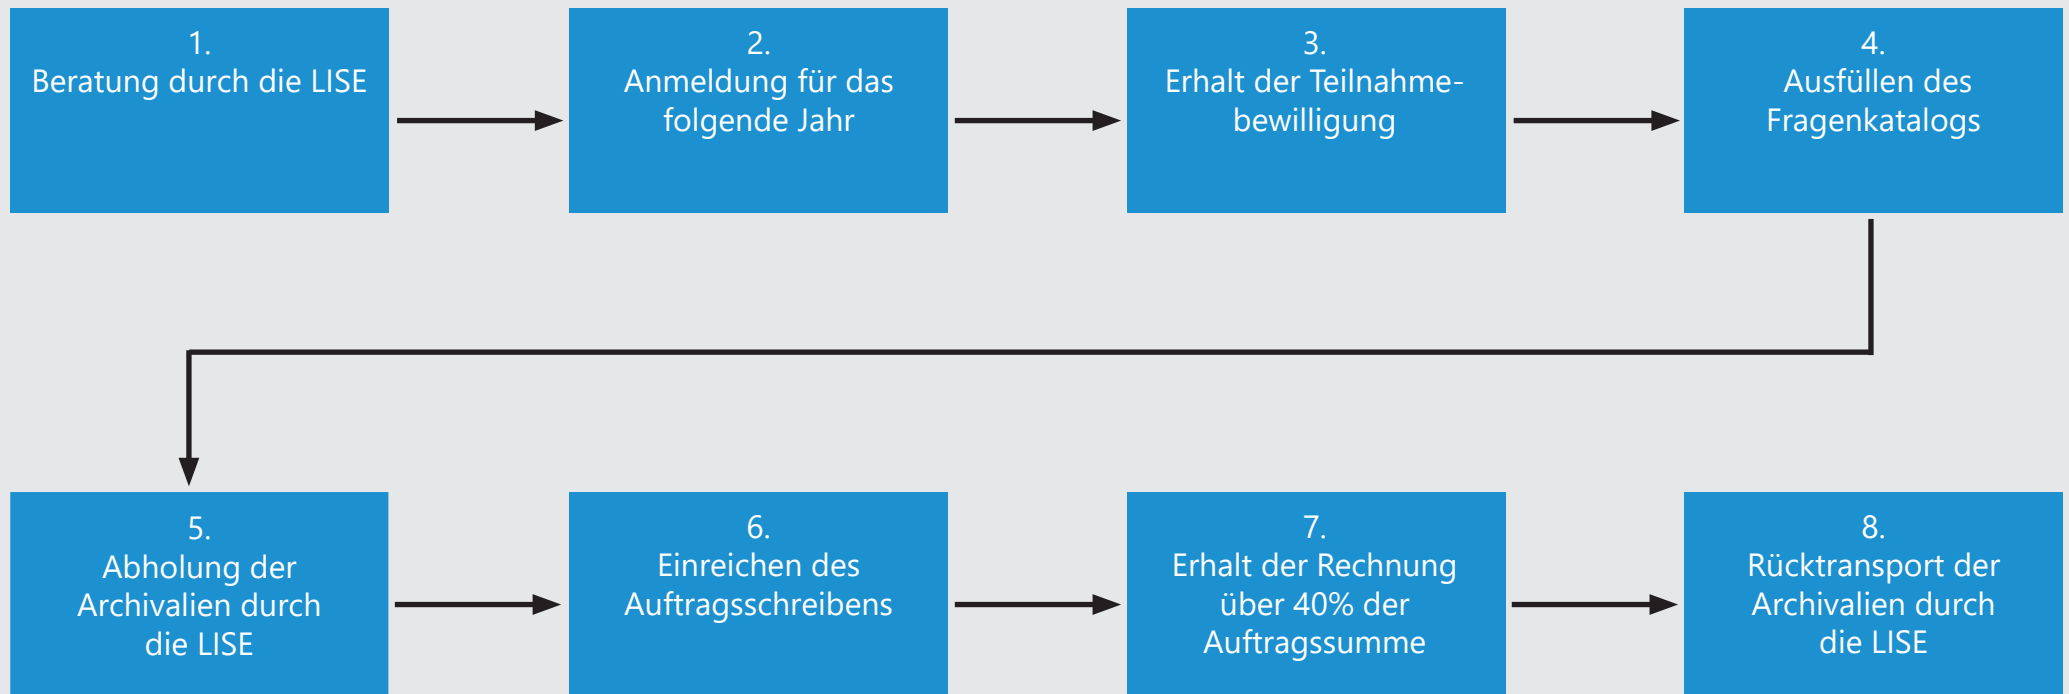 1.
Beratung durch die LISE
2.
Anmeldung für das
folgende Jahr
3.
Erhalt der Teilnahme-
bewilligung
4.
Ausfüllen des
Fragenkatalogs
5.
Abholung der
Archivalien durch
die LISE
6.
Einreichen des
Auftragsschreibens
7.
Erhalt der Rechnung
über 40% der
Auftragssumme
8.
Rücktransport der
Archivalien durch
die LISE